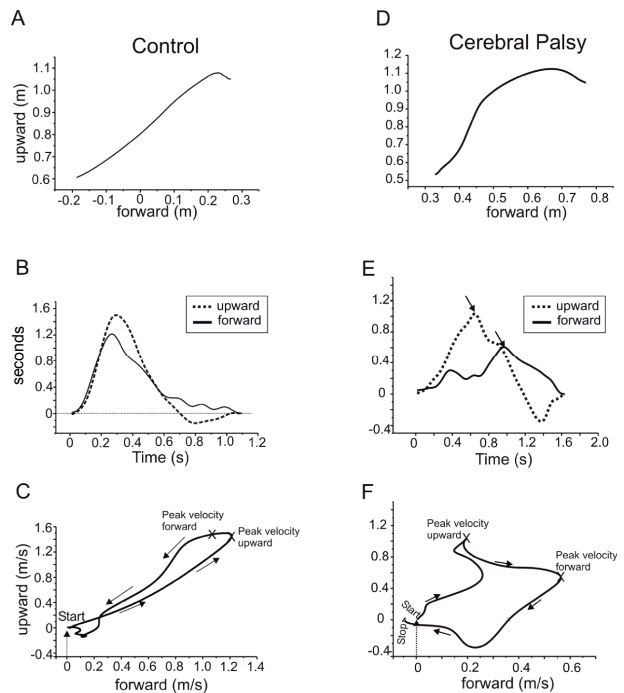 A
Control
upward (m)
1.1
1.0
0.9
0.8
0.7
0.6
-0.2 -0.1 0 0.1 0.2 0.3
forward (m)
D
Cerebral Palsy
1.2
1.1
1.0
0.9
0.8
0.7
0.6
0.5
0.3 0.4 0.5 0.6 0.7 0.8
forward (m)
B
seconds
1.6
1.2
0.8
0.4
0
upward
forward
0 0.2 0.4 0.6 0.8 1.0 1.2
Time (s)
E
1.2
0.8
0.4
0
-0.4
upward
forward
0 0.4 0.8 1.2 1.6 2.0
Time (s)
C
upward (m/s)
1.6
1.2
0.8
0.4
0
-0.4
Peak velocity
forward
Peak velocity
upward
Start
0 0.2 0.4 0.6 0.8 1.0 1.2 1.4
forward (m/s)
F
1.2
0.8
0.4
0
-0.4
Peak velocity
upward
Peak velocity
forward
Start
Stop
0 0.2 0.4 0.6
forward (m/s)